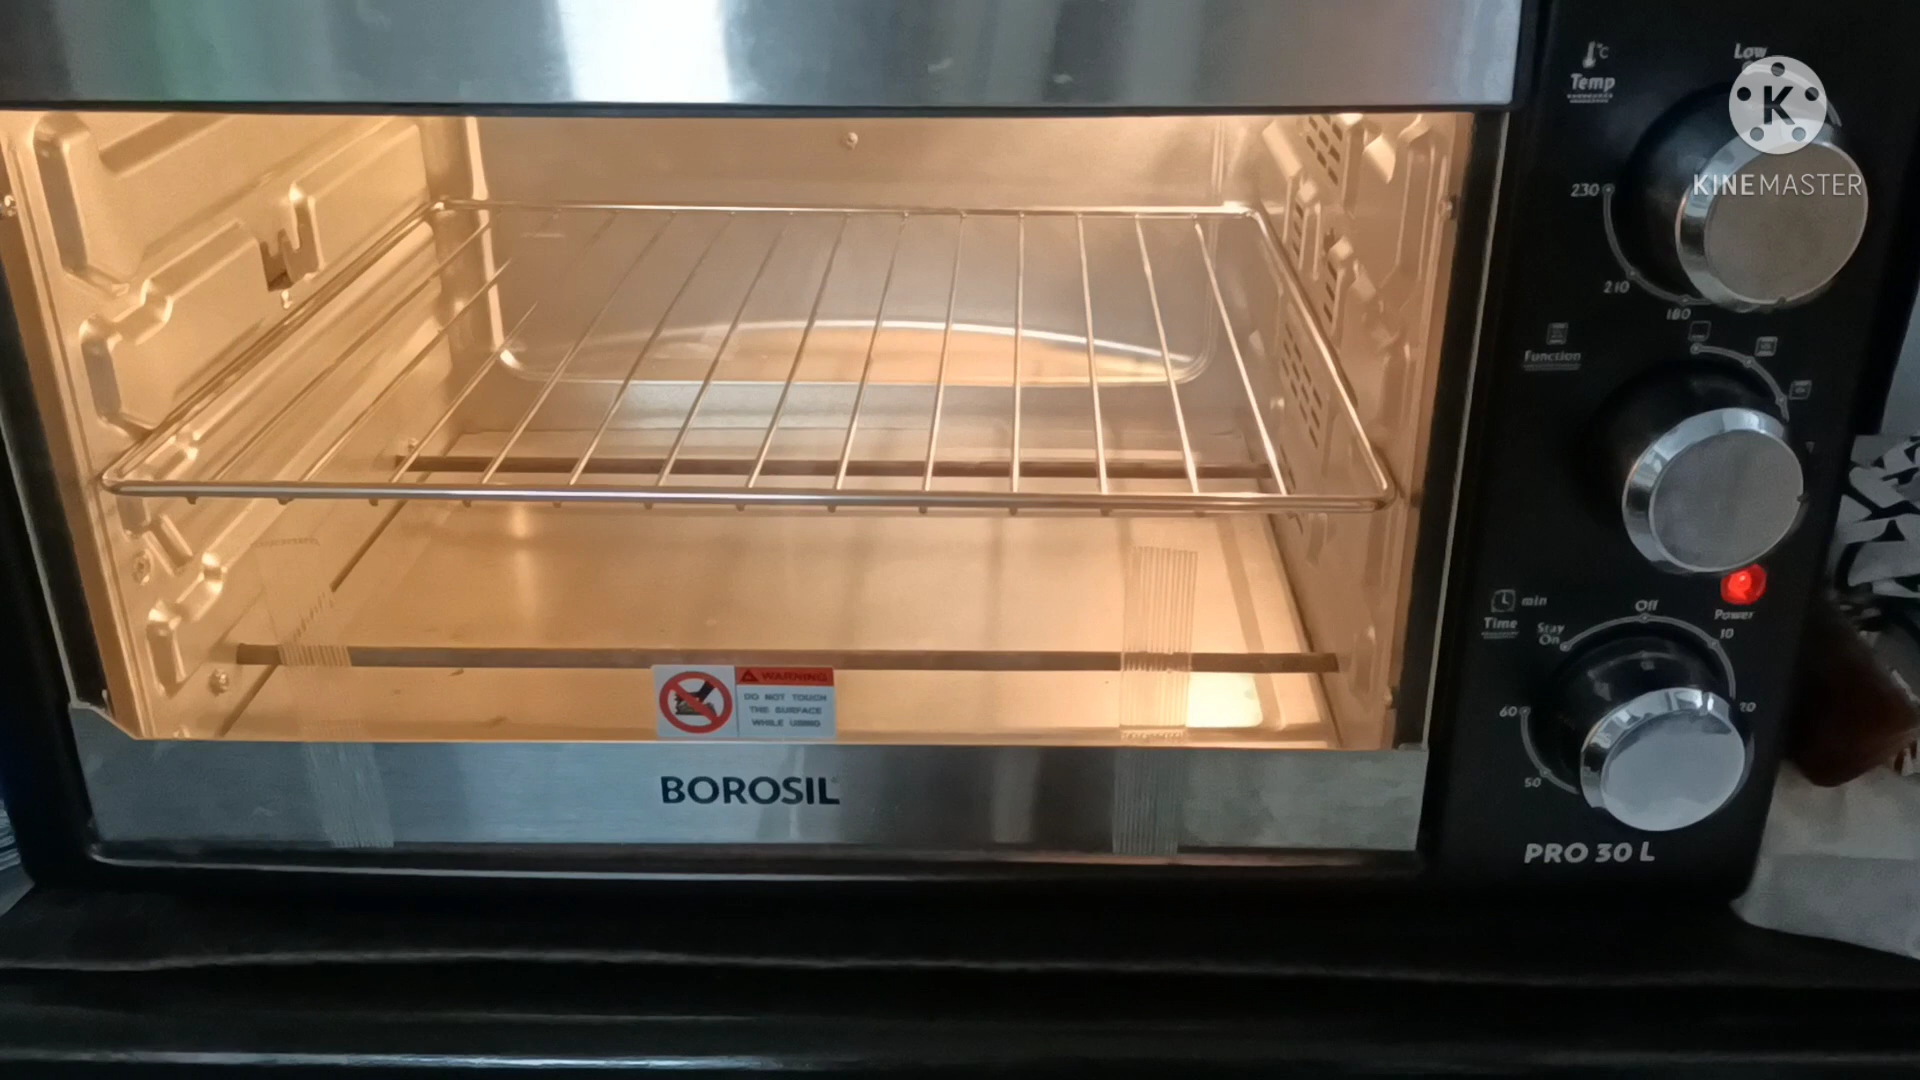 °C
Temp
Low
K
KINEMASTER
230
210
180
Function
min
Time
Stay
On
Off
Power
10
20
60
50
WARNING
DO NOT TOUCH
THE SURFACE
WHILE USING
BOROSIL
PRO 30 L